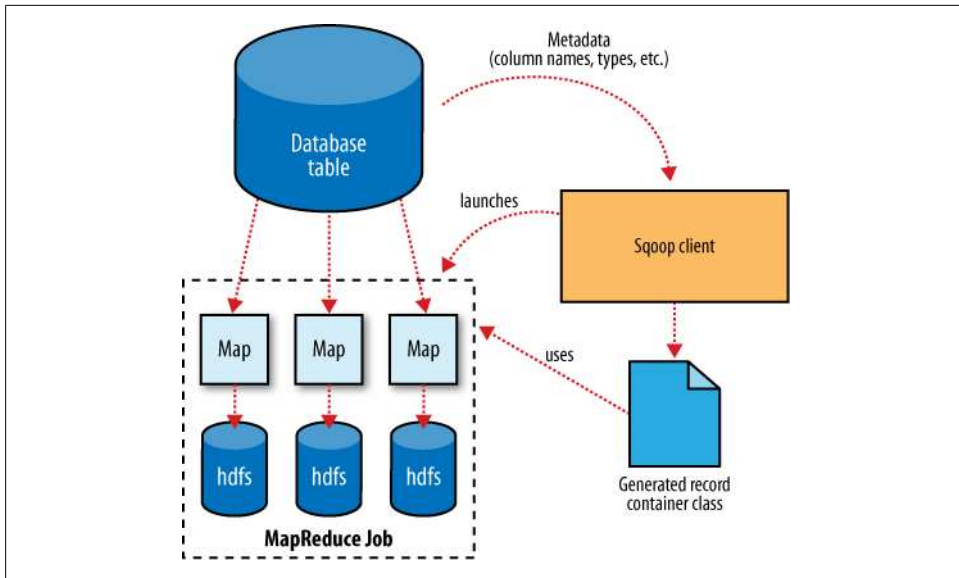 Metadata
(column names, types, etc.)
Database
table
launches
Sqoop client
Map
Map
Map
uses
hdfs
hdfs
hdfs
Generated record
container class
MapReduce Job